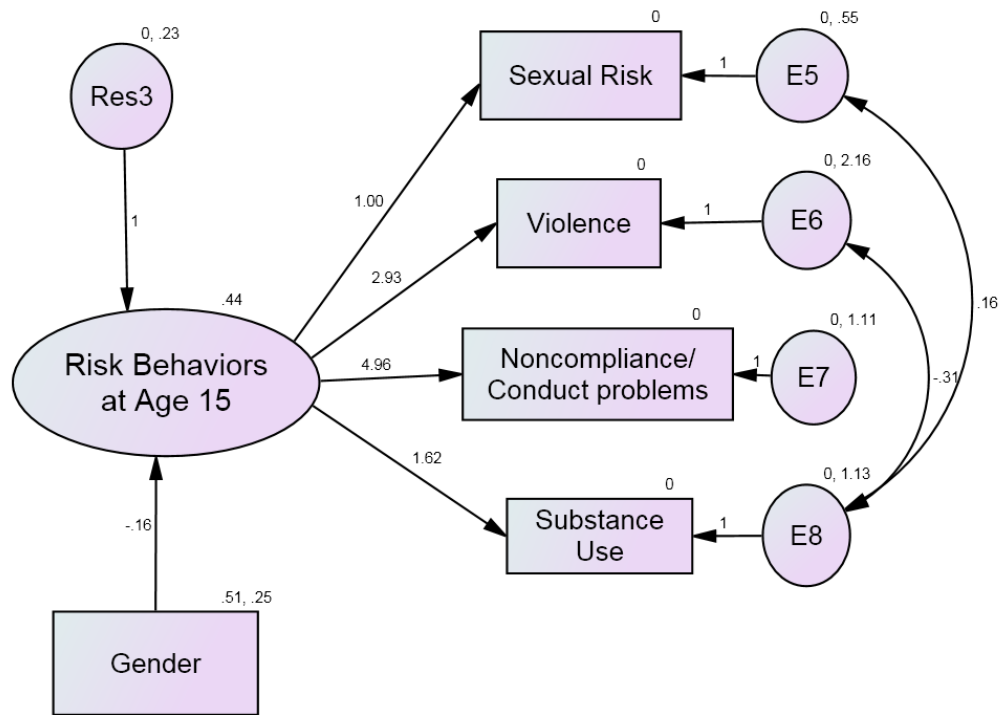 0
0, .55
0, .23
Res3
Sexual Risk
1
E5
0
0, 2.16
1
1.00
Violence
1
E6
2.93
.44
0
0, 1.11
.16
Risk Behaviors
at Age 15
4.96
Noncompliance/
Conduct problems
1
E7
-.31
1.62
0
0, 1.13
-.16
Substance
Use
1
E8
.51, .25
Gender